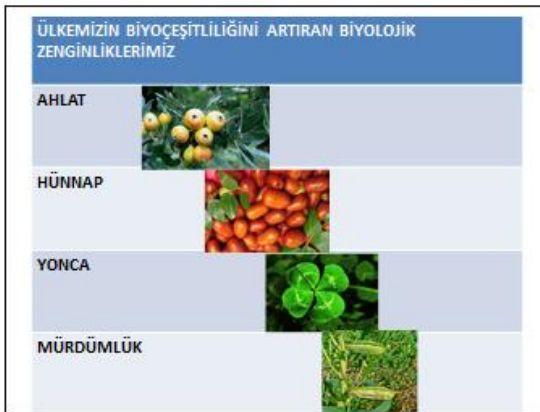 ÜLKEMİZİN BİYOÇEŞİTLİLİĞİNİ ARTIRAN BİYOLOJİK
ZENGİNLİKLERİMİZ
AHLAT
HÜNNAP
YONCA
MÜRDÜMLÜK